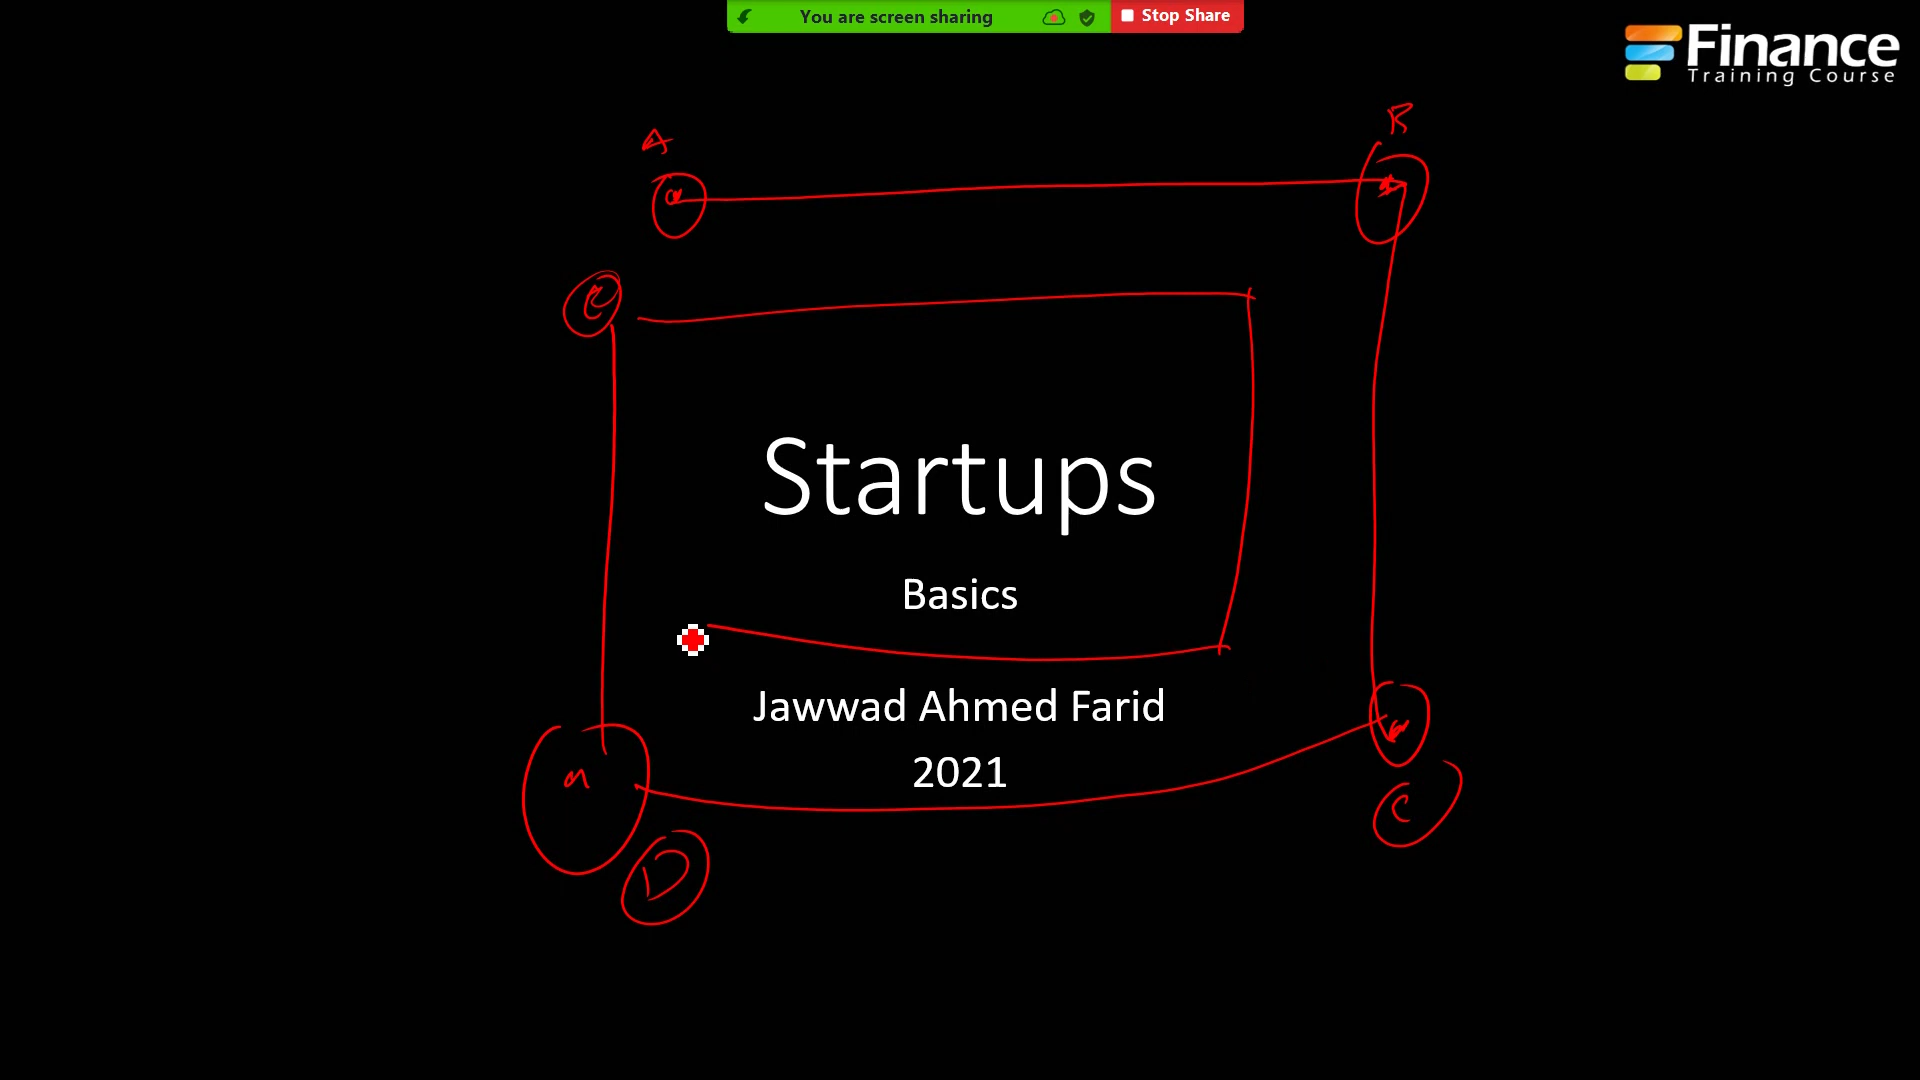 You are screen sharing
Stop Share
Finance
Training Course
A
Startups
Basics
Jawwad Ahmed Farid
2021
C
D